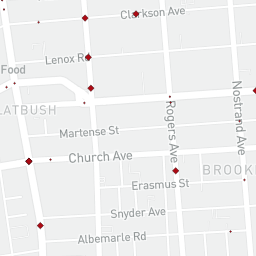 Clarkson Ave
Lenox Rd
Food
LATBUSH
Martense St
Rogers Ave
Nostrand Ave
Church Ave
BROOK
Erasmus St
Snyder Ave
Albemarle Rd